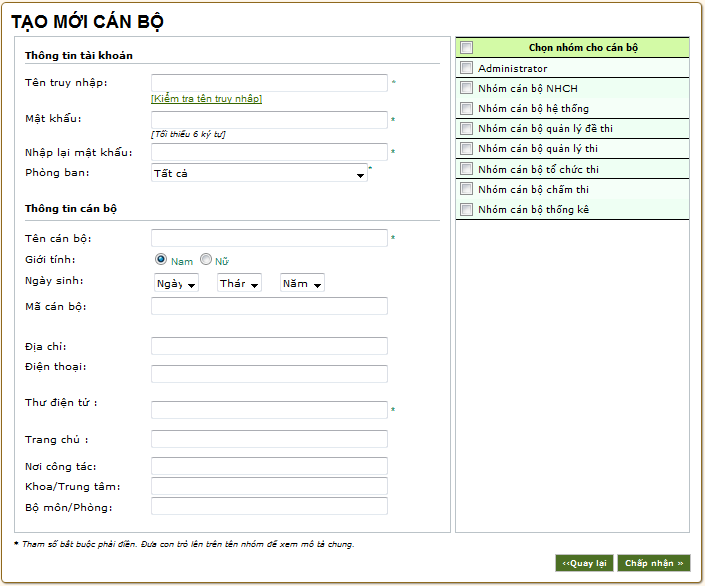 TẠO MỚI CÁN BỘ
Thông tin tài khoản
Tên truy nhập: *
[Kiểm tra tên truy nhập]
Mật khẩu: *
[Tối thiểu 6 ký tự]
Nhập lại mật khẩu: *
Phòng ban: Tất cả *
Thông tin cán bộ
Tên cán bộ: *
Giới tính: Nam Nữ
Ngày sinh: Ngày Thár Năm
Mã cán bộ:
Địa chỉ:
Điện thoại:
Thư điện tử : *
Trang chủ :
Nơi công tác:
Khoa/Trung tâm:
Bộ môn/Phòng:
Chọn nhóm cho cán bộ
Administrator
Nhóm cán bộ NHCH
Nhóm cán bộ hệ thống
Nhóm cán bộ quản lý đề thi
Nhóm cán bộ quản lý thi
Nhóm cán bộ tổ chức thi
Nhóm cán bộ chấm thi
Nhóm cán bộ thống kê
* Tham số bắt buộc phải điền. Đưa con trỏ lên trên tên nhóm để xem mô tả chung.
‹‹Quay lại Chấp nhận »